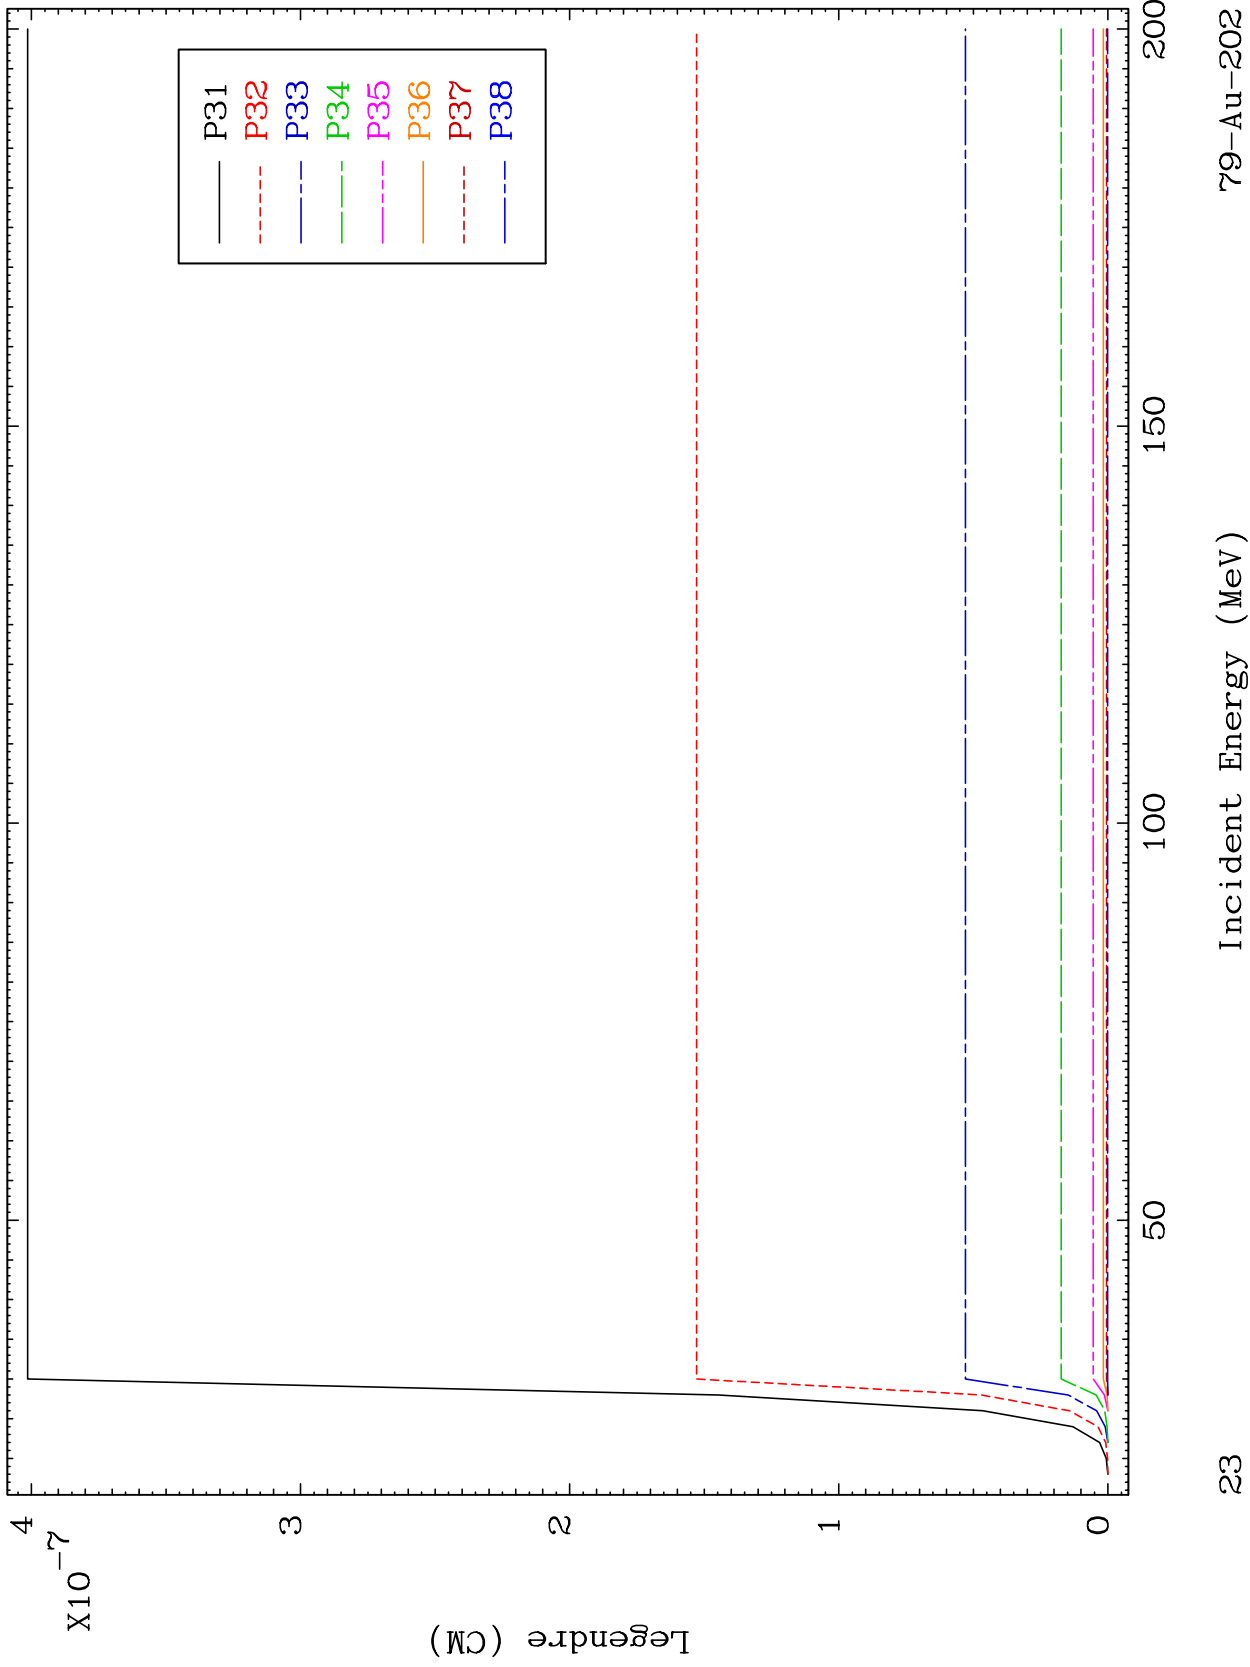 X10-7
4
3
2
1
0
Legendre (CM)
P31
P32
P33
P34
P35
P36
P37
P38
50
100
150
200
Incident Energy (MeV)
23
79-Au-202